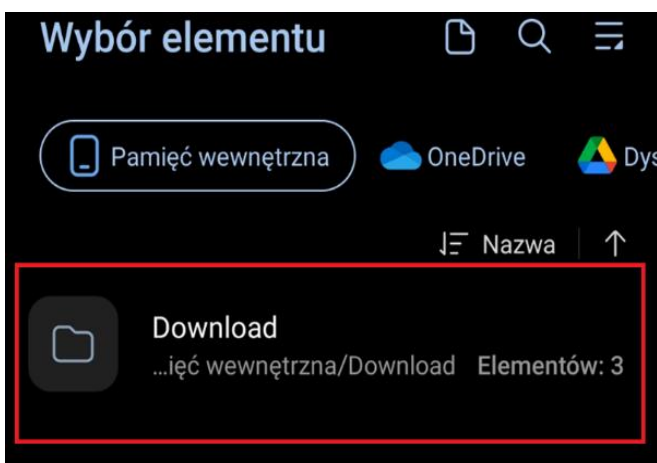 Wybór elementu
Pamięć wewnętrzna OneDrive Dys
Nazwa
Download
...ięć wewnętrzna/Download Elementów: 3